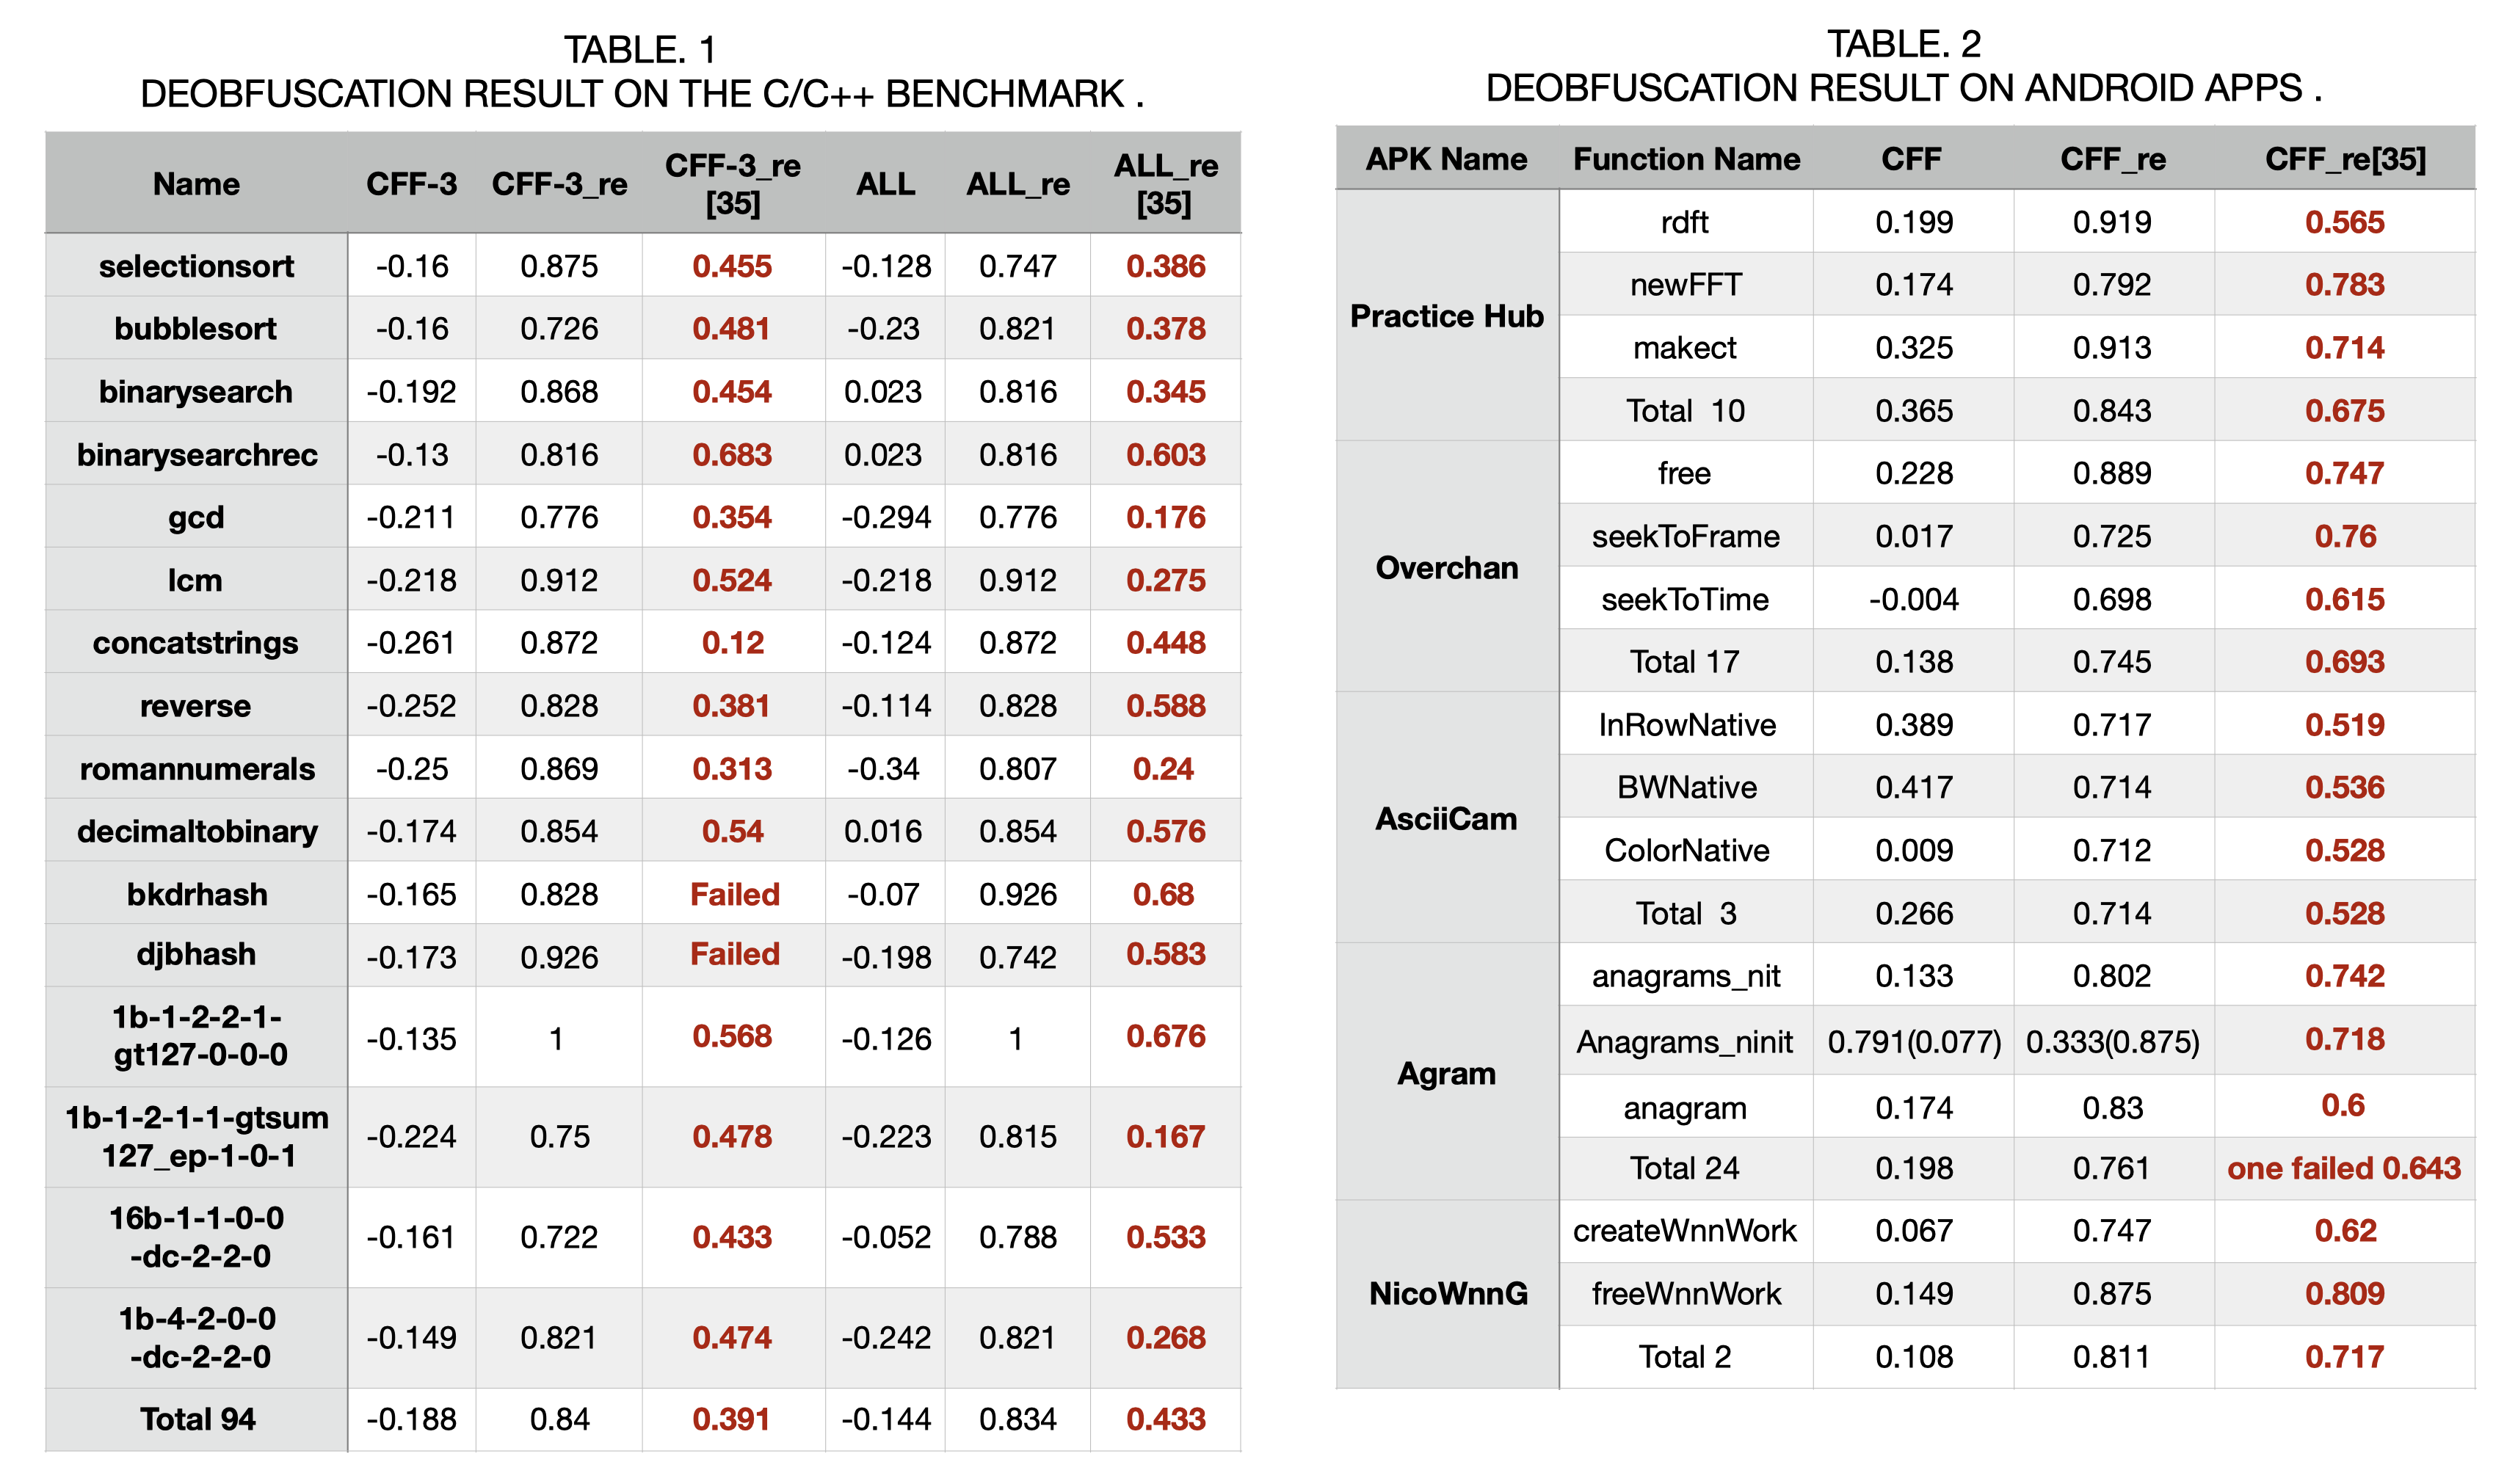 TABLE. 1
DEOBFUSCATION RESULT ON THE C/C++ BENCHMARK .
Name CFF-3 CFF-3_re CFF-3_re [35] ALL ALL_re ALL_re [35]
selectionsort -0.16 0.875 0.455 -0.128 0.747 0.386
bubblesort -0.16 0.726 0.481 -0.23 0.821 0.378
binarysearch -0.192 0.868 0.454 0.023 0.816 0.345
binarysearchrec -0.13 0.816 0.683 0.023 0.816 0.603
gcd -0.211 0.776 0.354 -0.294 0.776 0.176
lcm -0.218 0.912 0.524 -0.218 0.912 0.275
concatstrings -0.261 0.872 0.12 -0.124 0.872 0.448
reverse -0.252 0.828 0.381 -0.114 0.828 0.588
romannumerals -0.25 0.869 0.313 -0.34 0.807 0.24
decimaltobinary -0.174 0.854 0.54 0.016 0.854 0.576
bkdrhash -0.165 0.828 Failed -0.07 0.926 0.68
djbhash -0.173 0.926 Failed -0.198 0.742 0.583
1b-1-2-2-1-
gt127-0-0-0 -0.135 1 0.568 -0.126 1 0.676
1b-1-2-1-1-gtsum
127_ep-1-0-1 -0.224 0.75 0.478 -0.223 0.815 0.167
16b-1-1-0-0
-dc-2-2-0 -0.161 0.722 0.433 -0.052 0.788 0.533
1b-4-2-0-0
-dc-2-2-0 -0.149 0.821 0.474 -0.242 0.821 0.268
Total 94 -0.188 0.84 0.391 -0.144 0.834 0.433
TABLE. 2
DEOBFUSCATION RESULT ON ANDROID APPS .
APK Name Function Name CFF CFF_re CFF_re[35]
Practice Hub
rdft 0.199 0.919 0.565
newFFT 0.174 0.792 0.783
makect 0.325 0.913 0.714
Total 10 0.365 0.843 0.675
Overchan
free 0.228 0.889 0.747
seekToFrame 0.017 0.725 0.76
seekToTime -0.004 0.698 0.615
Total 17 0.138 0.745 0.693
AsciiCam
InRowNative 0.389 0.717 0.519
BWNative 0.417 0.714 0.536
ColorNative 0.009 0.712 0.528
Total 3 0.266 0.714 0.528
Agram
anagrams_nit 0.133 0.802 0.742
Anagrams_ninit 0.791(0.077) 0.333(0.875) 0.718
anagram 0.174 0.83 0.6
Total 24 0.198 0.761 one failed 0.643
NicoWnnG
createWnnWork 0.067 0.747 0.62
freeWnnWork 0.149 0.875 0.809
Total 2 0.108 0.811 0.717